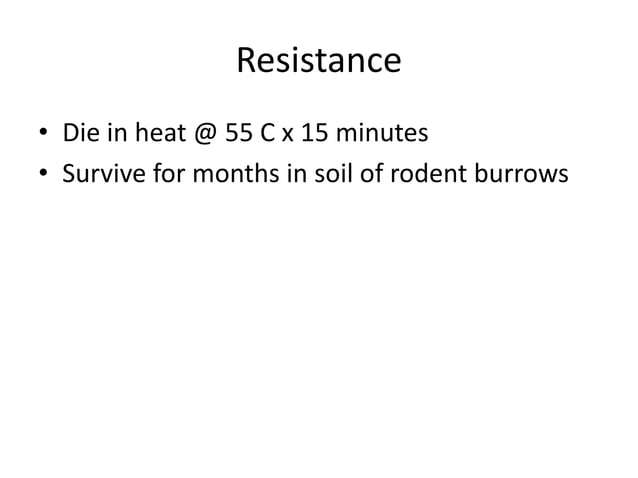 Resistance
• Die in heat @ 55 C x 15 minutes
• Survive for months in soil of rodent burrows